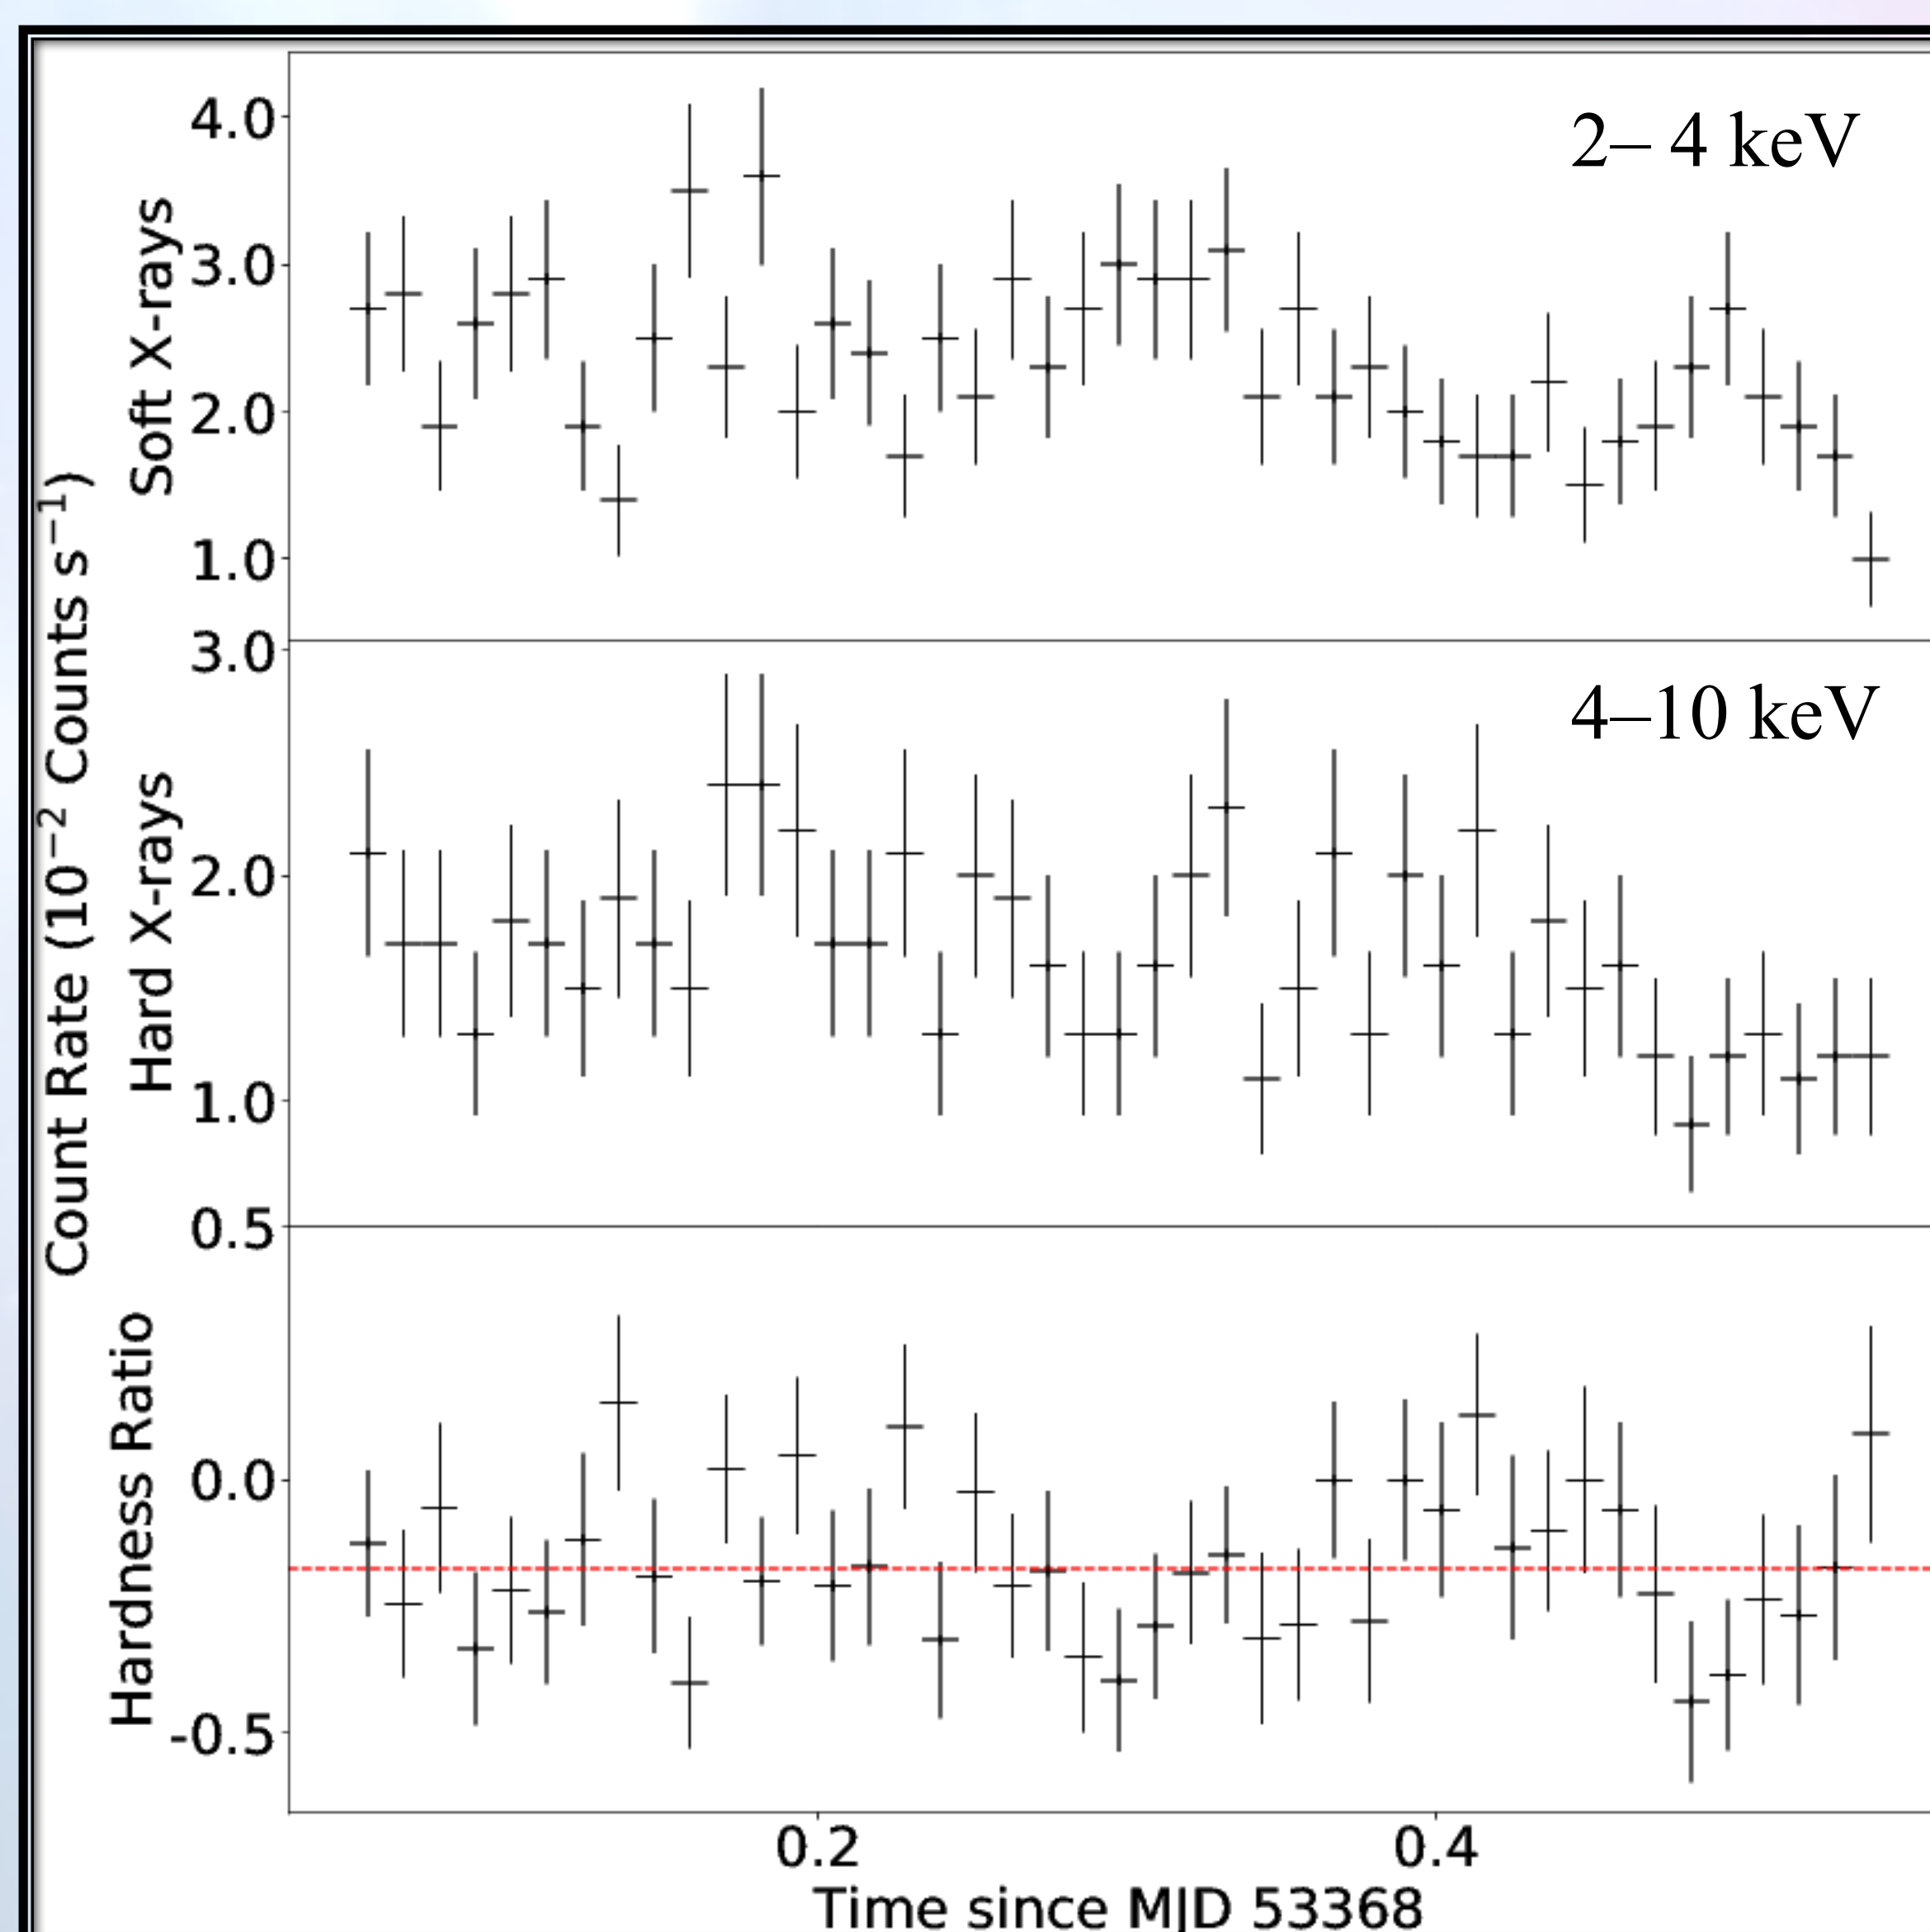 Count Rate (10⁻² Counts s⁻¹)
Soft X-rays
4.0
3.0
2.0
1.0
2– 4 keV
Hard X-rays
3.0
2.0
1.0
4–10 keV
Hardness Ratio
0.5
0.0
-0.5
0.2 0.4
Time since MJD 53368